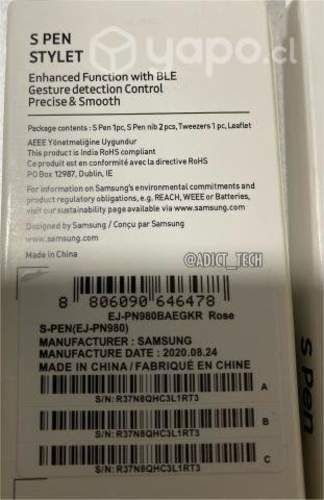 yapo.cl
S PEN
STYLET
Enhanced Function with BLE
Gesture detection Control
Precise & Smooth
Package contents : S Pen 1pc, S Pen nib 2 pcs, Tweezers 1 pc, Leaflet
AEEE Yönetmeligine Uygundur
This product is India RoHS compliant
Ce produit est en conformité avec la directive RoHS
PO Box 12987, Dublin, IE
For information on Samsung's environmental commitments and
product regulatory obligations, e.g. REACH, WEEE or Batteries,
visit our sustainability page available via www.samsung.com
Designed by Samsung / Conçu par Samsung
www.samsung.com
Made in China
@ADICT_TECH
8 806090 646478
EJ-PN980BAEGKR Rose
S-PEN(EJ-PN980)
MANUFACTURER : SAMSUNG
MANUFACTURE DATE : 2020.08.24
MADE IN CHINA / FABRIQUÉ EN CHINE
A
S/N: R37N8QHC3L1RT3
B
S/N: R37N8QHC3L1RT3
C
S/N: R37N8QHC3L1RT3
S Pen